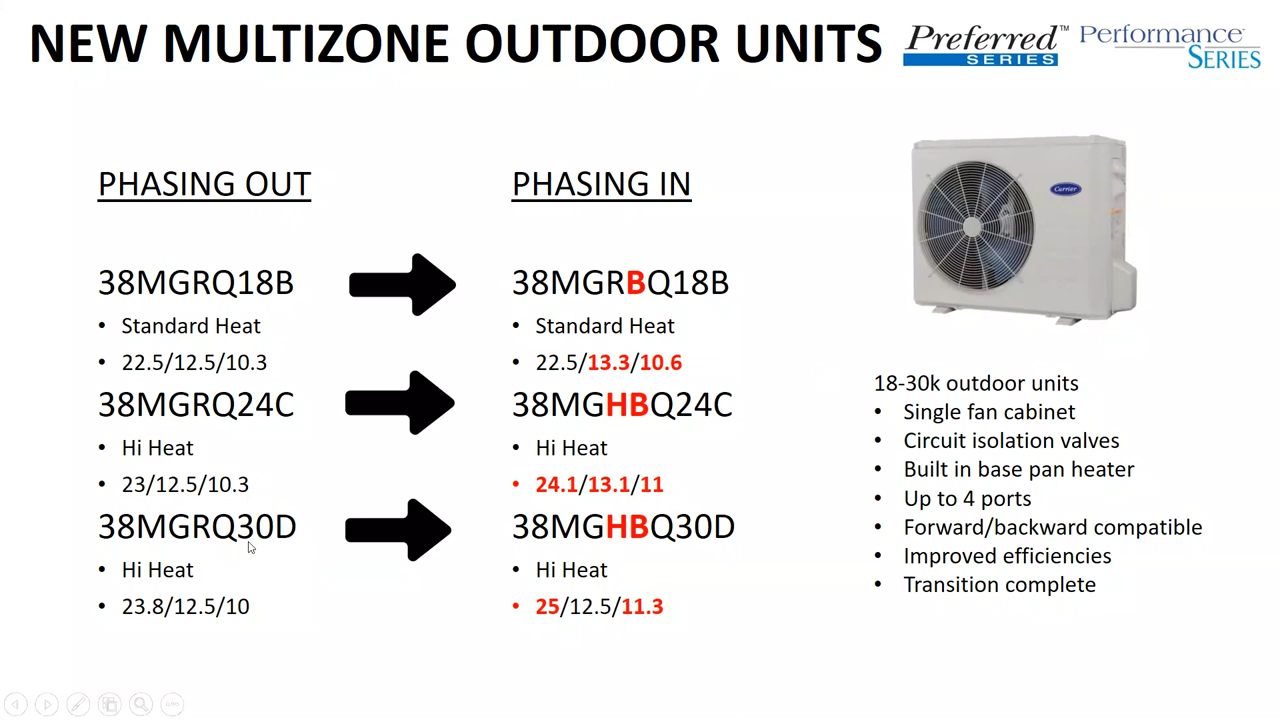 NEW MULTIZONE OUTDOOR UNITS
Preferred™
SERIES
Performance™
SERIES
PHASING OUT
PHASING IN
38MGRQ18B
• Standard Heat
• 22.5/12.5/10.3
38MGRQ24C
• Hi Heat
• 23/12.5/10.3
38MGRQ30D
• Hi Heat
• 23.8/12.5/10
38MGRBQ18B
• Standard Heat
• 22.5/13.3/10.6
38MGHBQ24C
• Hi Heat
• 24.1/13.1/11
38MGHBQ30D
• Hi Heat
• 25/12.5/11.3
Carrier
18-30k outdoor units
• Single fan cabinet
• Circuit isolation valves
• Built in base pan heater
• Up to 4 ports
• Forward/backward compatible
• Improved efficiencies
• Transition complete